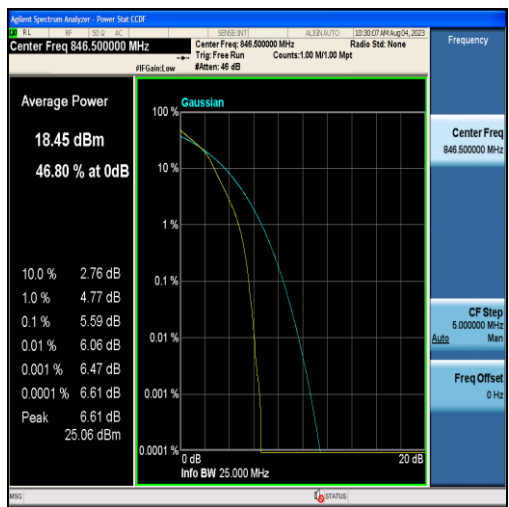 Agilent Spectrum Analyzer - Power Stat CCDF
RL RF 50 Ω AC SENSE:INT ALIGN AUTO 10:30:07 AM Aug 04, 2023
Center Freq 846.500000 MHz
Center Freq: 846.500000 MHz Radio Std: None
Trig: Free Run Counts:1.00 M/1.00 Mpt
#IFGain:Low #Atten: 46 dB
Frequency
Average Power
18.45 dBm
46.80 % at 0dB
10.0 % 2.76 dB
1.0 % 4.77 dB
0.1 % 5.59 dB
0.01 % 6.06 dB
0.001 % 6.47 dB
0.0001 % 6.61 dB
Peak 6.61 dB
25.06 dBm
Gaussian
100 %
10 %
1 %
0.1 %
0.01 %
0.001 %
0.0001 %
0 dB 20 dB
Info BW 25.000 MHz
Center Freq
846.500000 MHz
CF Step
5.000000 MHz
Auto Man
Freq Offset
0 Hz
MSG STATUS